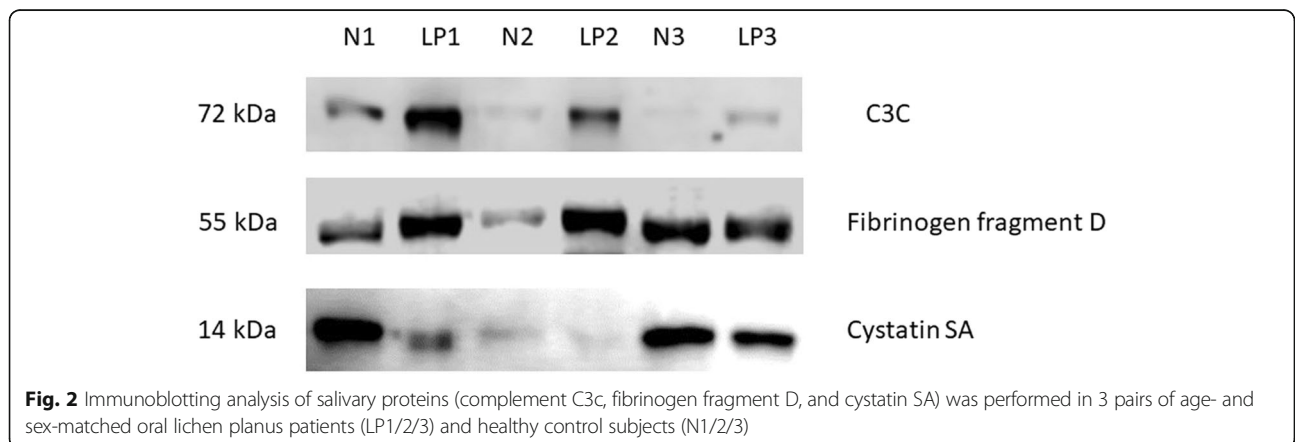 N1 LP1 N2 LP2 N3 LP3
72 kDa C3C
55 kDa Fibrinogen fragment D
14 kDa Cystatin SA
Fig. 2 Immunoblotting analysis of salivary proteins (complement C3c, fibrinogen fragment D, and cystatin SA) was performed in 3 pairs of age- and
sex-matched oral lichen planus patients (LP1/2/3) and healthy control subjects (N1/2/3)